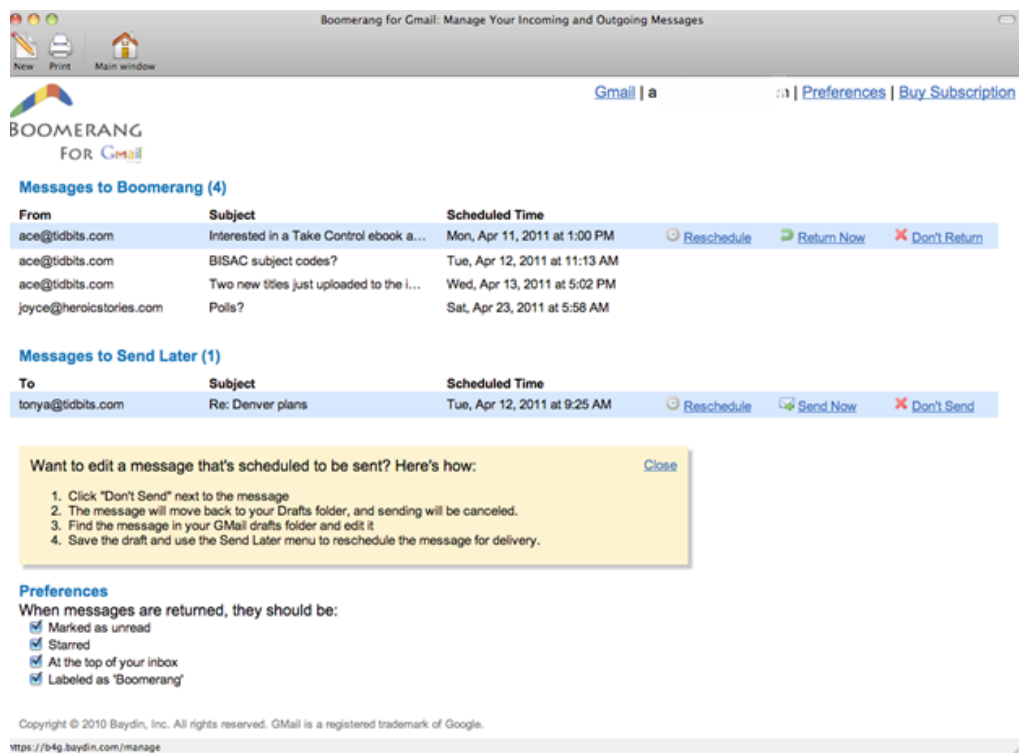 Boomerang for Gmail: Manage Your Incoming and Outgoing Messages
New Print Main window
Gmail | a | Preferences | Buy Subscription
BOOMERANG
FOR Gmail
Messages to Boomerang (4)
From Subject Scheduled Time
ace@tidbits.com Interested in a Take Control ebook a... Mon, Apr 11, 2011 at 1:00 PM Reschedule Return Now Don't Return
ace@tidbits.com BISAC subject codes? Tue, Apr 12, 2011 at 11:13 AM
ace@tidbits.com Two new titles just uploaded to the i... Wed, Apr 13, 2011 at 5:02 PM
joyce@heroicstories.com Polls? Sat, Apr 23, 2011 at 5:58 AM
Messages to Send Later (1)
To Subject Scheduled Time
tonya@tidbits.com Re: Denver plans Tue, Apr 12, 2011 at 9:25 AM Reschedule Send Now Don't Send
Want to edit a message that's scheduled to be sent? Here's how: Close
1. Click "Don't Send" next to the message
2. The message will move back to your Drafts folder, and sending will be canceled.
3. Find the message in your GMail drafts folder and edit it
4. Save the draft and use the Send Later menu to reschedule the message for delivery.
Preferences
When messages are returned, they should be:
Marked as unread
Starred
At the top of your inbox
Labeled as 'Boomerang'
Copyright © 2010 Baydin, Inc. All rights reserved. GMail is a registered trademark of Google.
https://b4g.baydin.com/manage